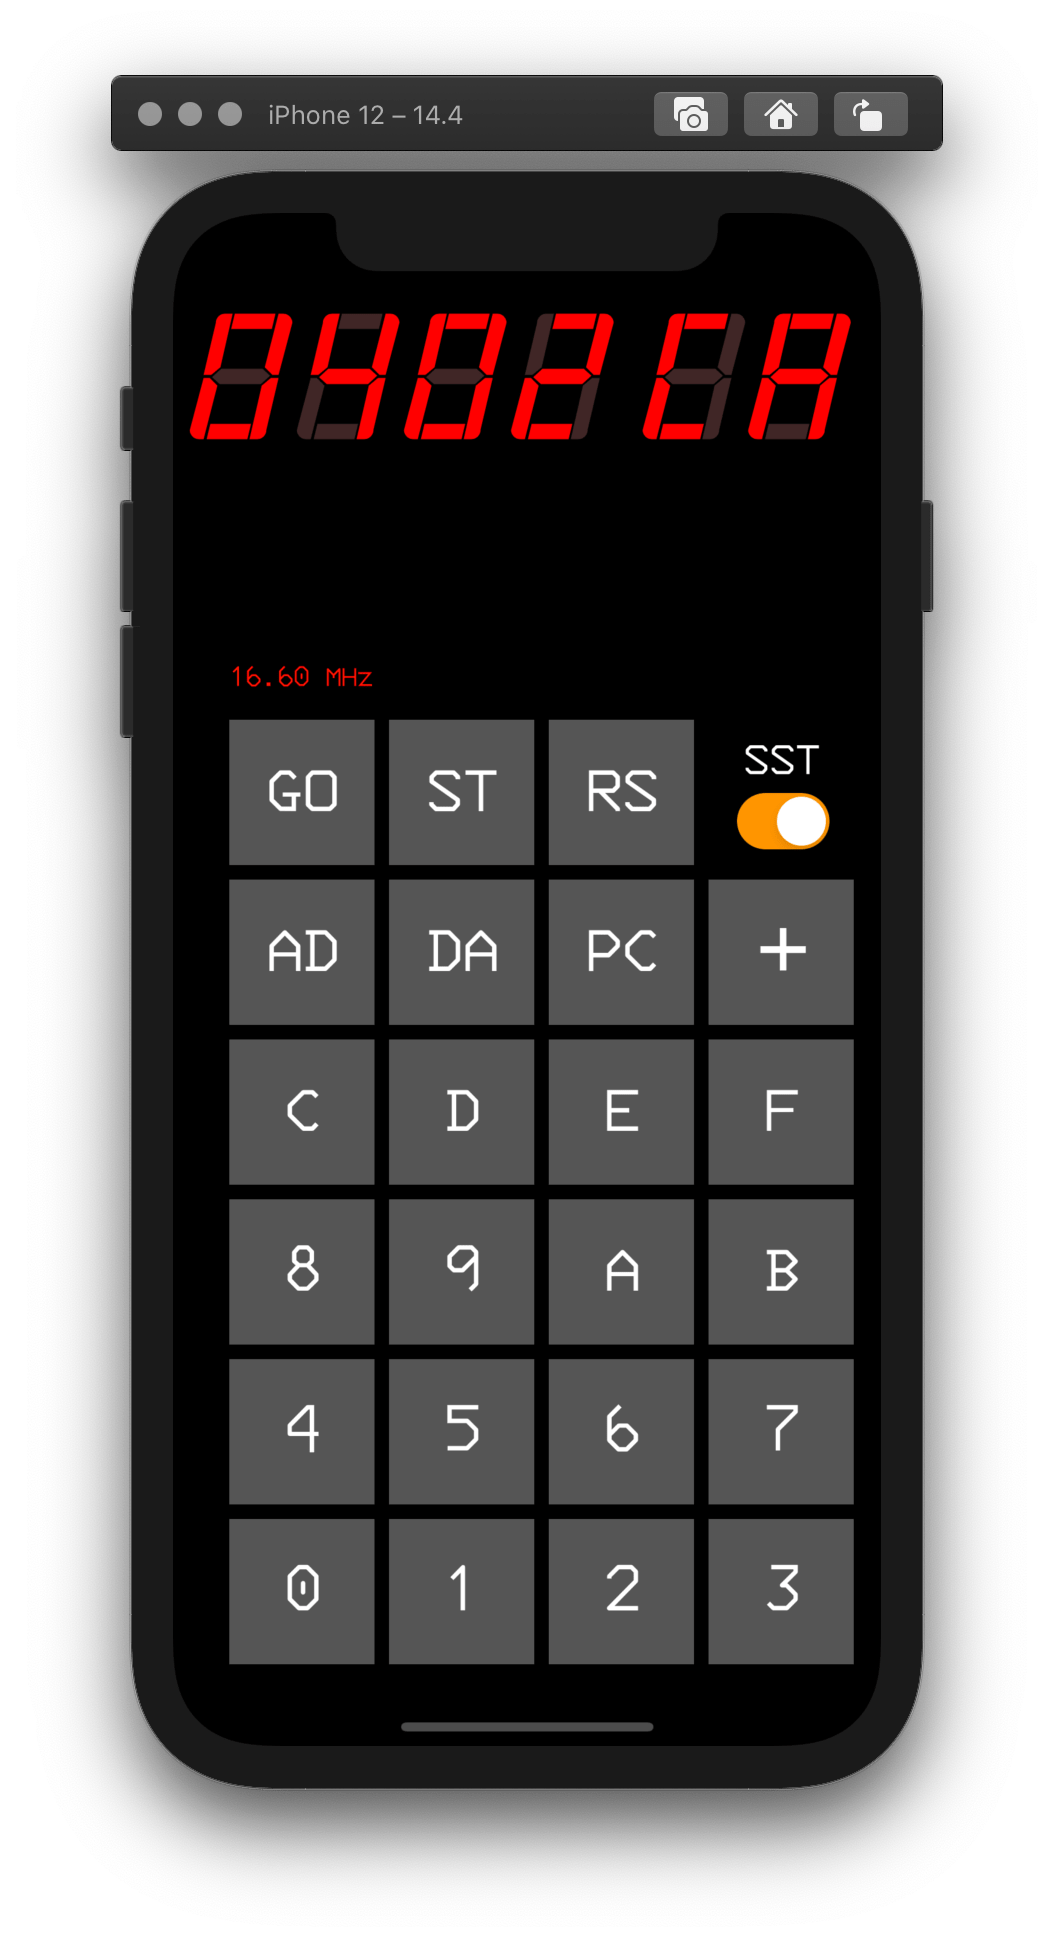 iPhone 12 – 14.4
0402 CA
16.60 MHz
GO ST RS SST
AD DA PC +
C D E F
8 9 A B
4 5 6 7
0 1 2 3